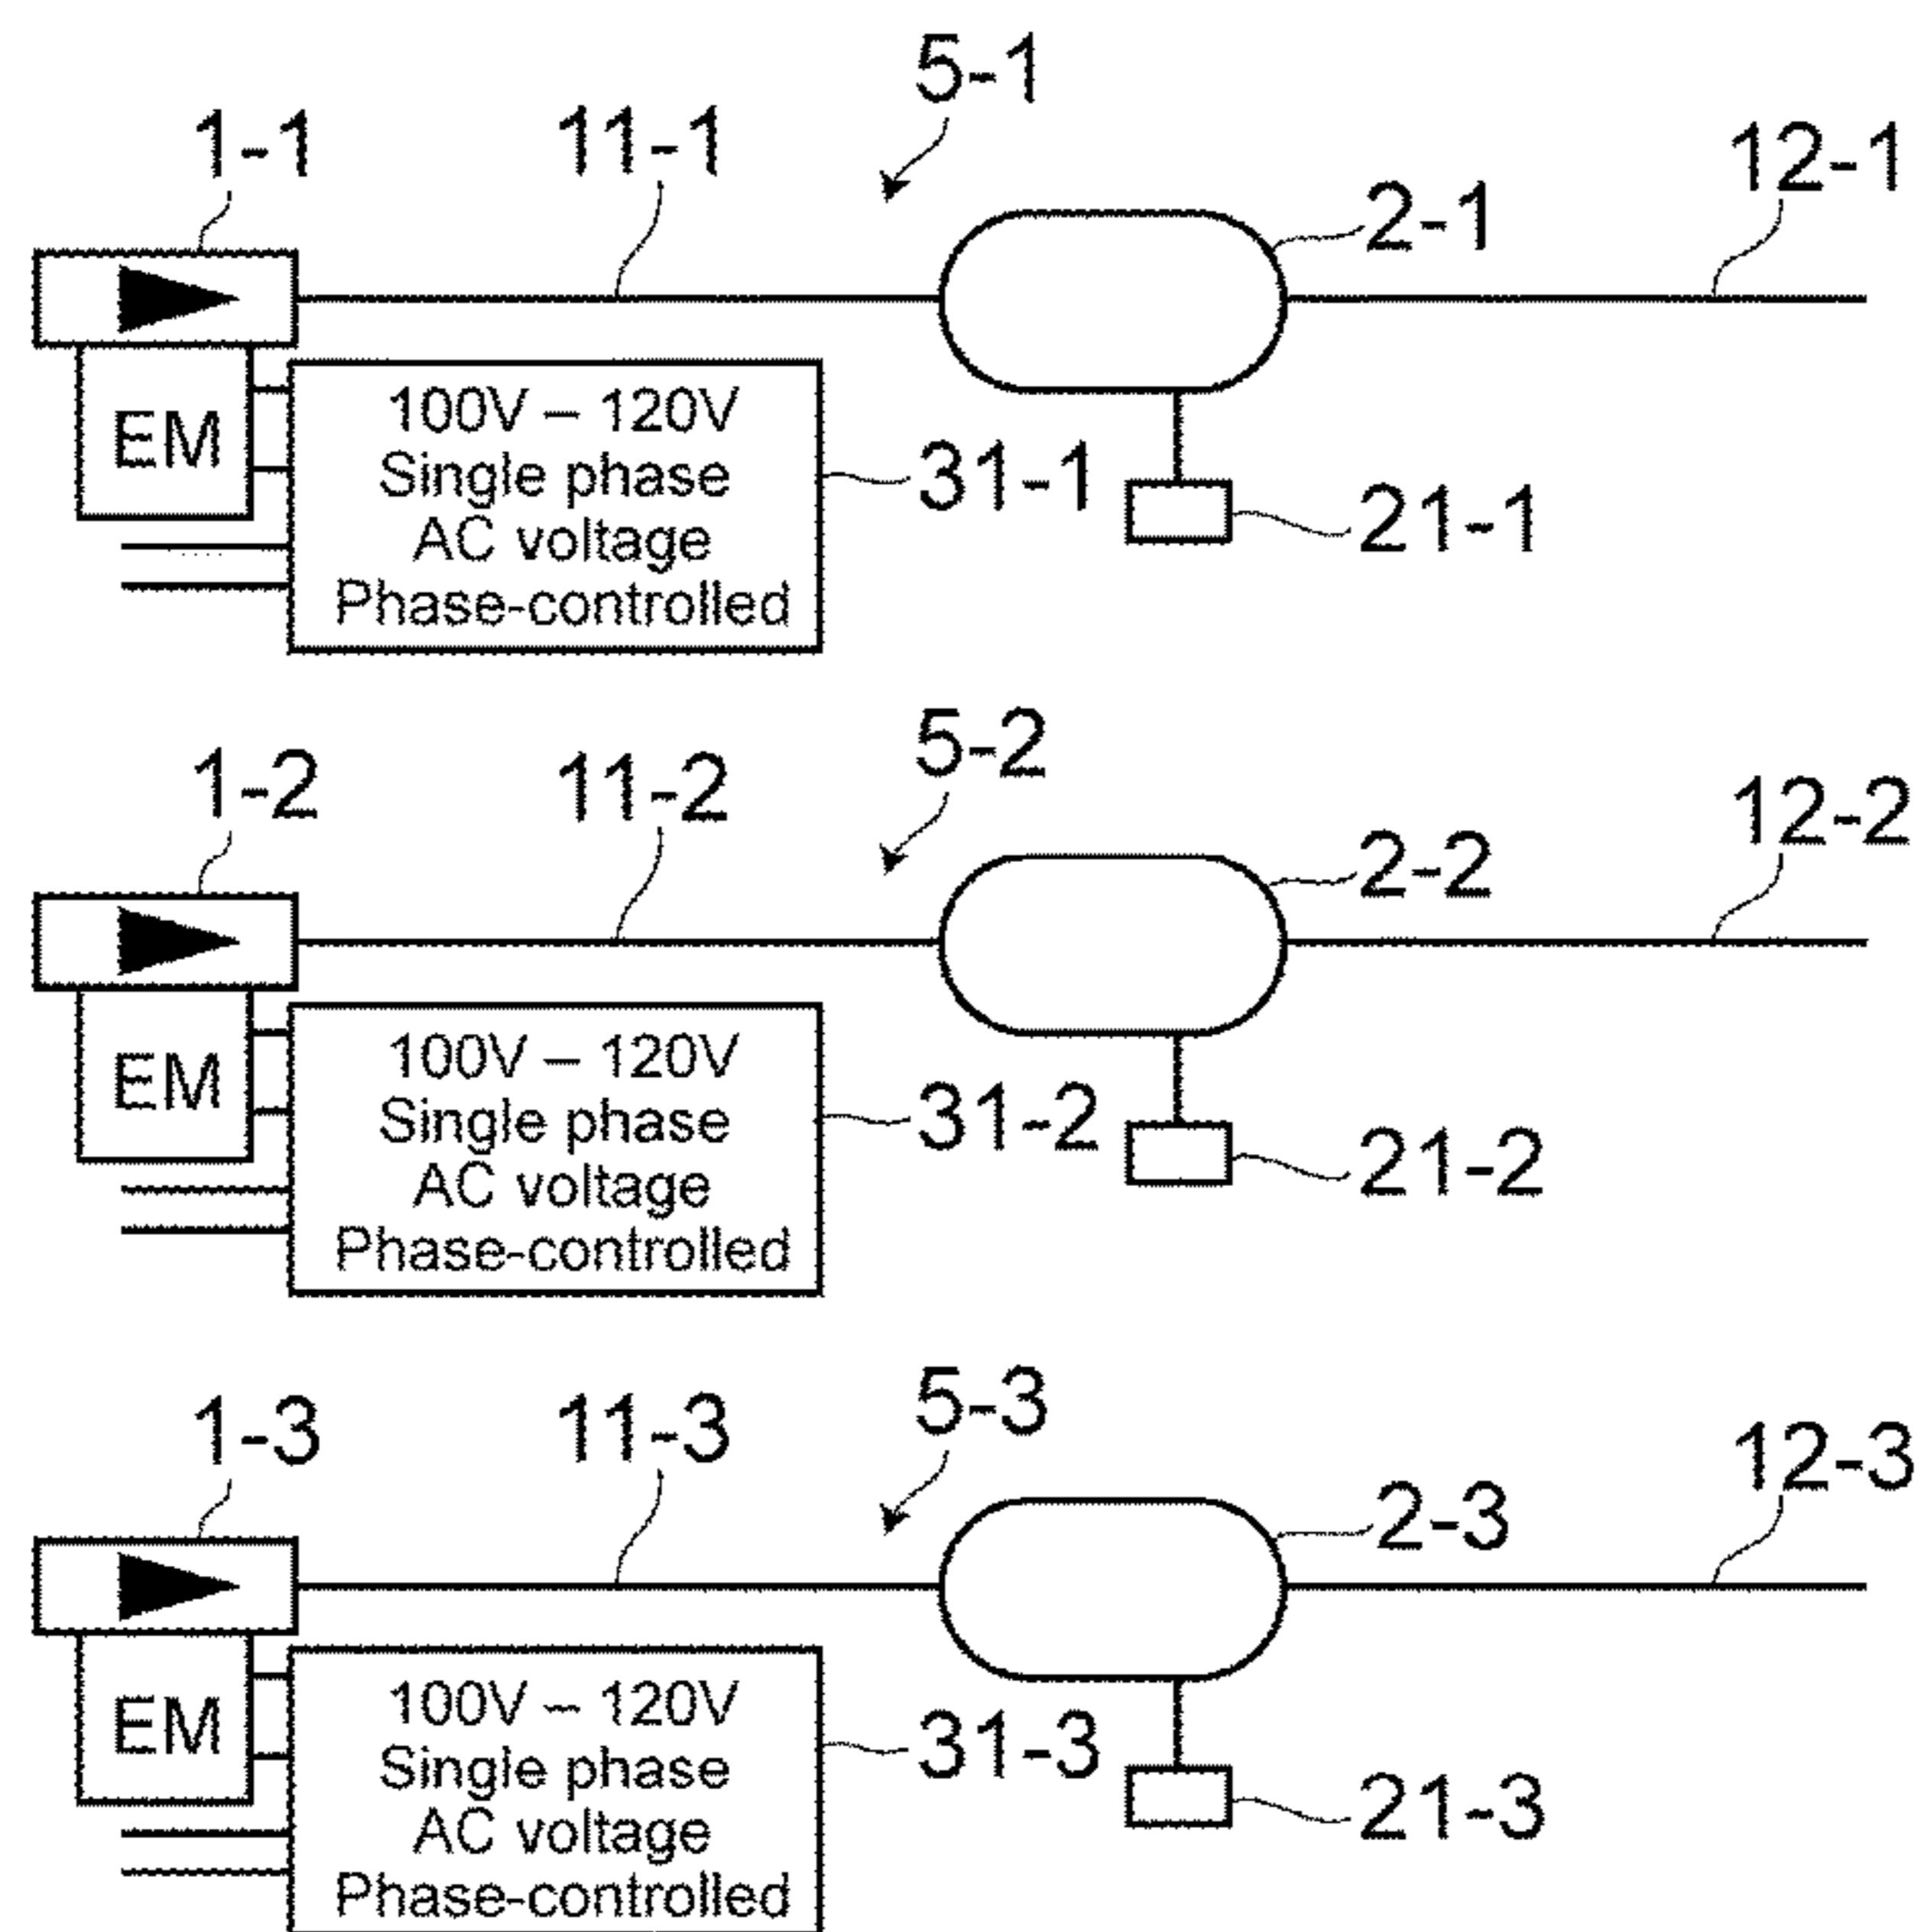 5-1
1-1
11-1
12-1
2-1
EM
100V – 120V
Single phase
AC voltage
Phase-controlled
31-1
21-1
5-2
1-2
11-2
12-2
2-2
EM
100V – 120V
Single phase
AC voltage
Phase-controlled
31-2
21-2
5-3
1-3
11-3
12-3
2-3
EM
100V – 120V
Single phase
AC voltage
Phase-controlled
31-3
21-3